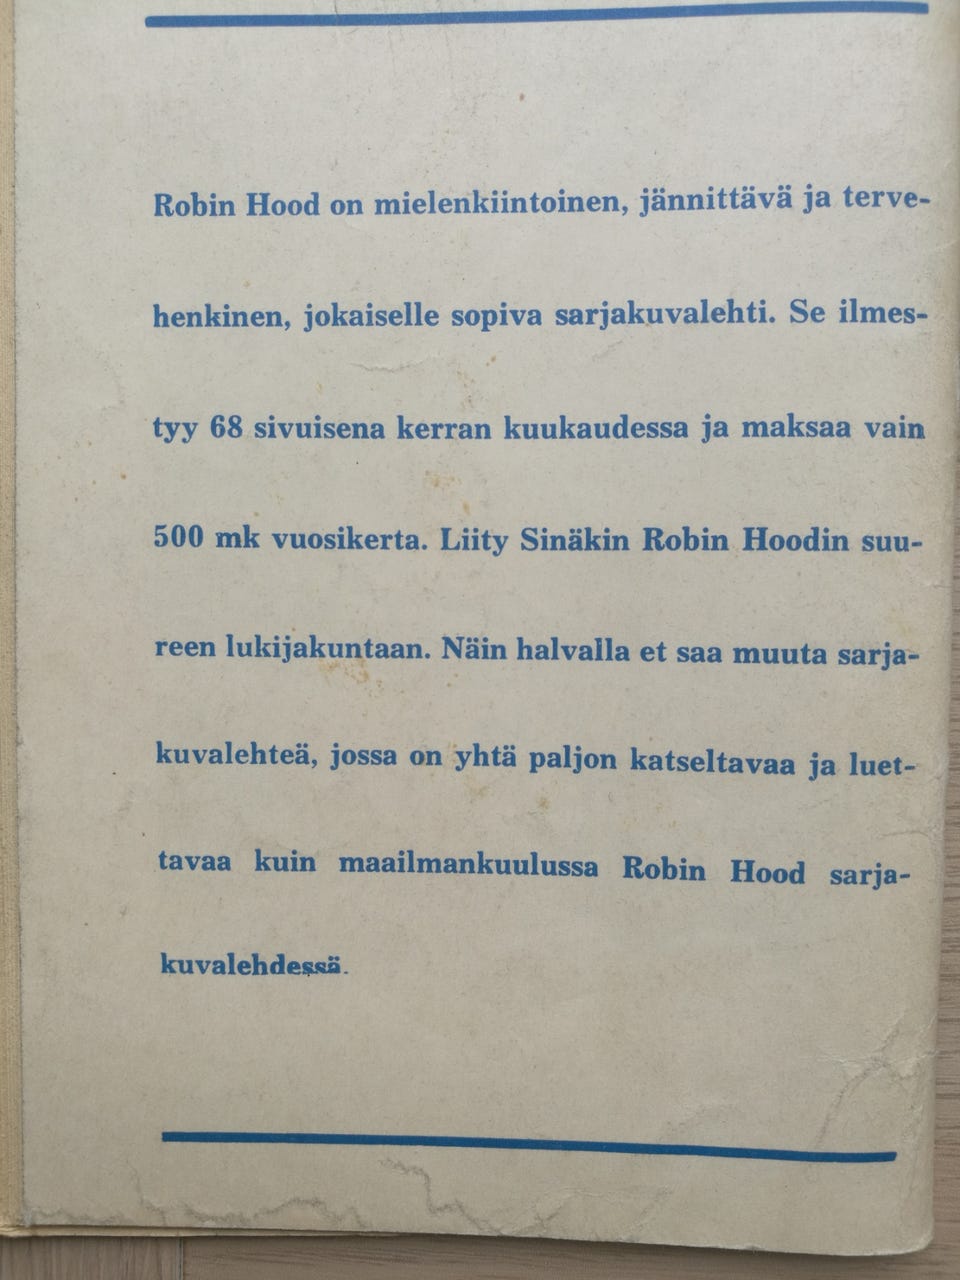 Robin Hood on mielenkiintoinen, jännittävä ja terve-
henkinen, jokaiselle sopiva sarjakuvalehti. Se ilmes-
tyy 68 sivuisena kerran kuukaudessa ja maksaa vain
500 mk vuosikerta. Liity Sinäkin Robin Hoodin suu-
reen lukijakuntaan. Näin halvalla et saa muuta sarja-
kuvalehteä, jossa on yhtä paljon katseltavaa ja luet-
tavaa kuin maailmankuulussa Robin Hood sarja-
kuvalehdessä.